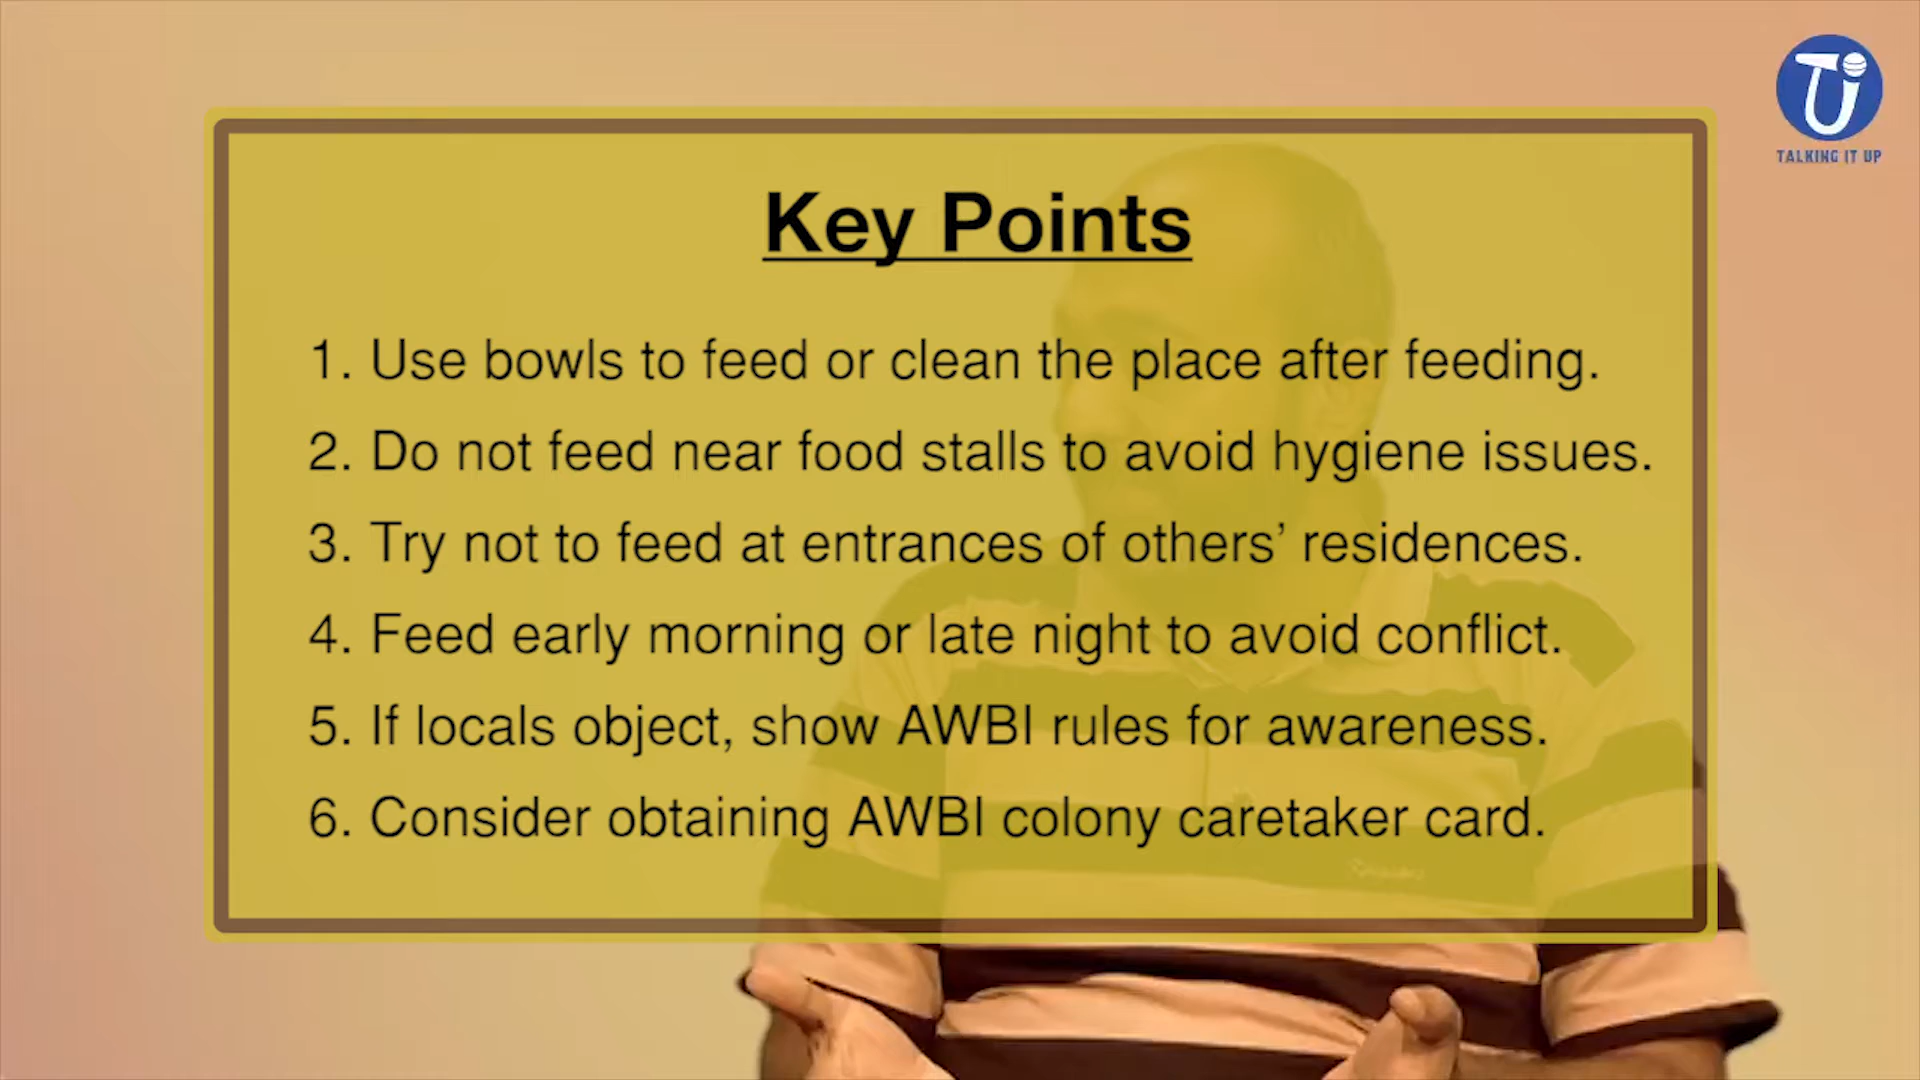 TALKING IT UP
Key Points
1. Use bowls to feed or clean the place after feeding.
2. Do not feed near food stalls to avoid hygiene issues.
3. Try not to feed at entrances of others’ residences.
4. Feed early morning or late night to avoid conflict.
5. If locals object, show AWBI rules for awareness.
6. Consider obtaining AWBI colony caretaker card.